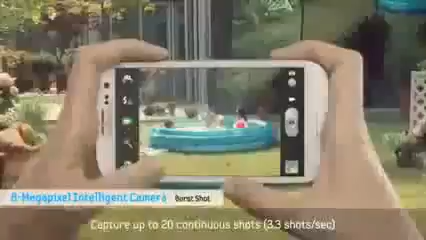 8-Megapixel Intelligent Camera Burst Shot
Capture up to 20 continuous shots (3.3 shots/sec)